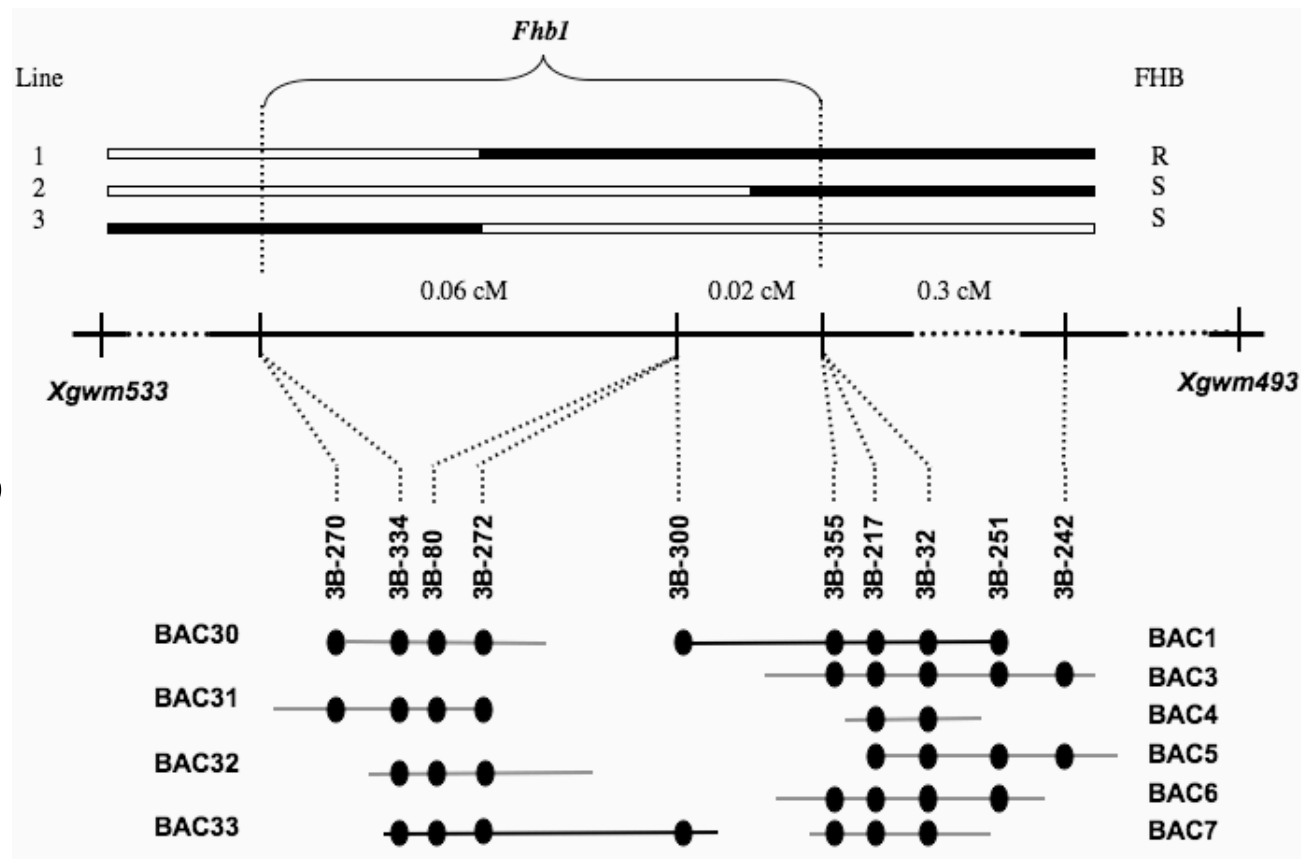 Fhb1
Line FHB
1 R
2 S
3 S
0.06 cM 0.02 cM 0.3 cM
Xgwm533 Xgwm493
3B-270 3B-334 3B-80 3B-272 3B-300 3B-355 3B-217 3B-32 3B-251 3B-242
BAC30 BAC1
BAC3
BAC31
BAC4
BAC5
BAC32
BAC6
BAC33 BAC7